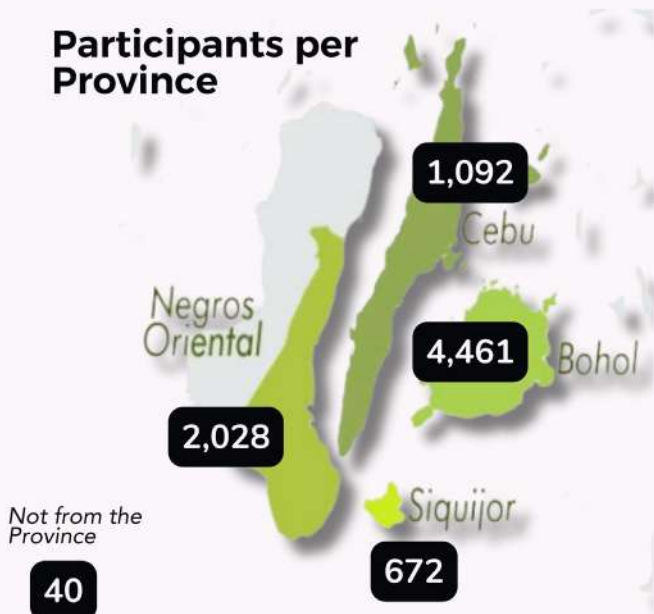 Participants per
Province
1,092
Cebu
Negros
Oriental
4,461
Bohol
2,028
Siquijor
Not from the
Province
672
40